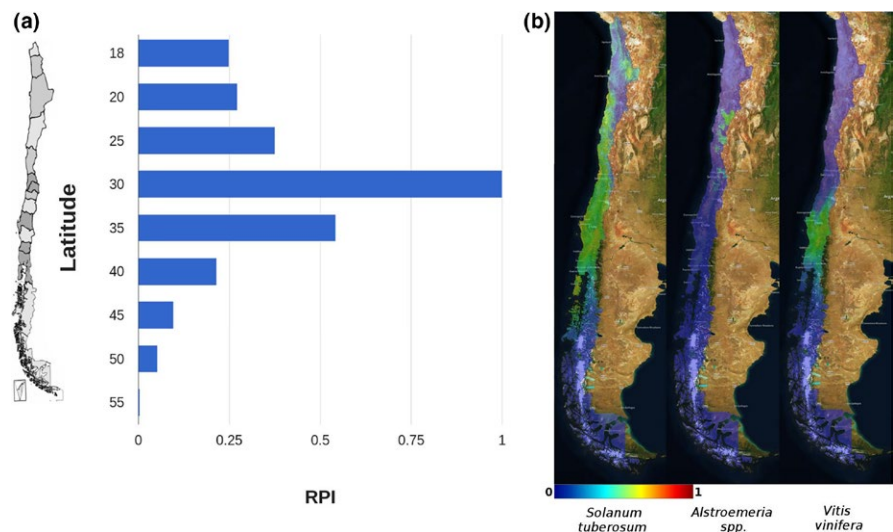 (a)
(b)
Latitude
18
20
25
30
35
40
45
50
55
0
0.25
0.5
0.75
1
RPI
0
1
Solanum
tuberosum
Alstroemeria
spp.
Vitis
vinifera